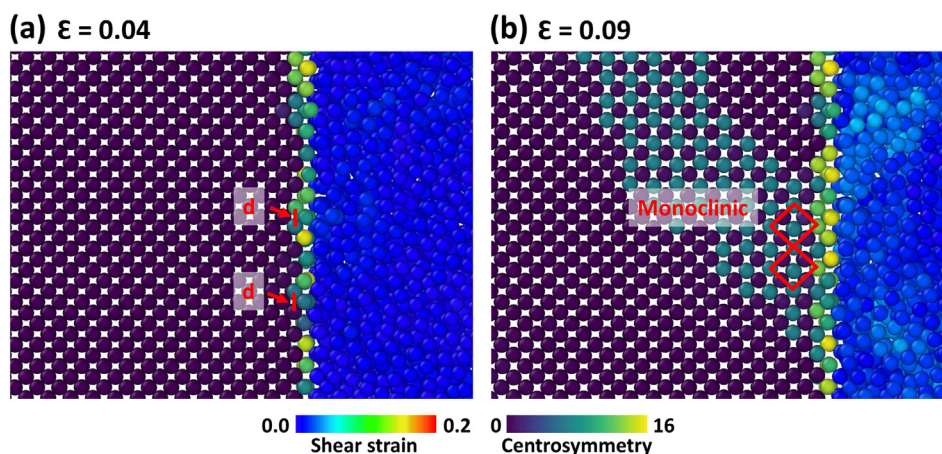 (a) ε = 0.04
(b) ε = 0.09
d
Monoclinic
d
0.0
0.2
Shear strain
0
16
Centrosymmetry